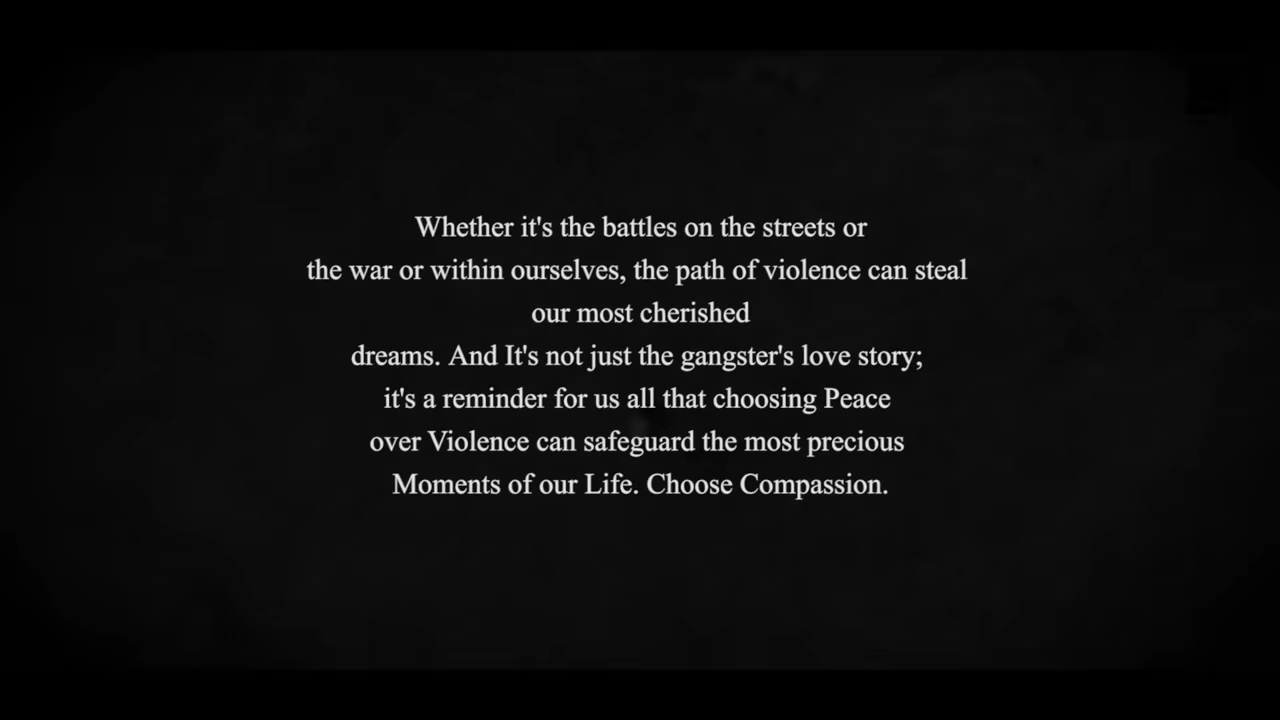 Whether it's the battles on the streets or
the war or within ourselves, the path of violence can steal
our most cherished
dreams. And It's not just the gangster's love story;
it's a reminder for us all that choosing Peace
over Violence can safeguard the most precious
Moments of our Life. Choose Compassion.